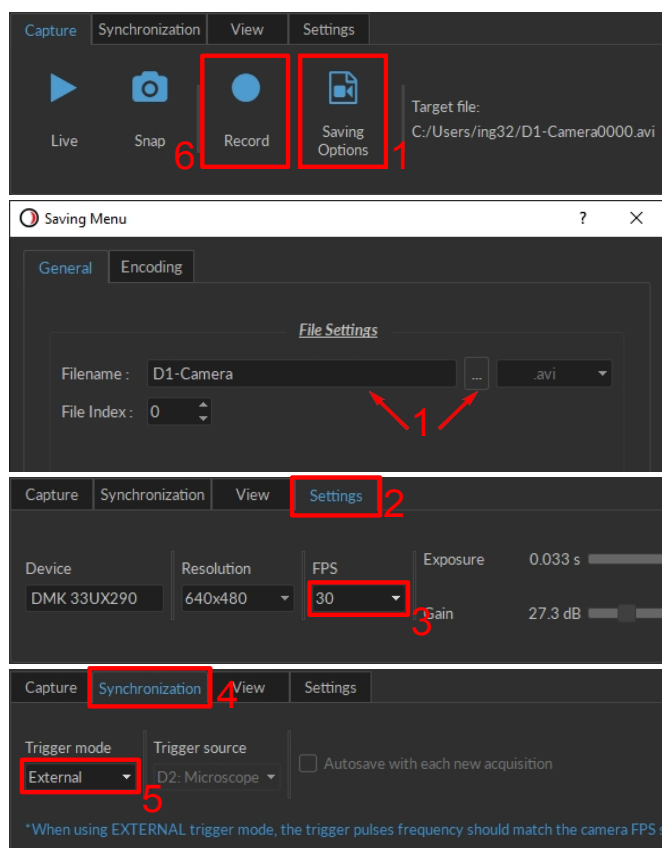 Capture Synchronization View Settings
Live Snap Record Saving Options
6 1
Target file:
C:/Users/ing32/D1-Camera0000.avi
Saving Menu ? ×
General Encoding
File Settings
Filename : D1-Camera ... .avi
File Index : 0
1
Capture Synchronization View Settings 2
Device Resolution FPS Exposure 0.033 s
DMK 33UX290 640x480 30 3 Gain 27.3 dB
Capture Synchronization 4 View Settings
Trigger mode Trigger source
External D2: Microscope Autosave with each new acquisition
5
*When using EXTERNAL trigger mode, the trigger pulses frequency should match the camera FPS